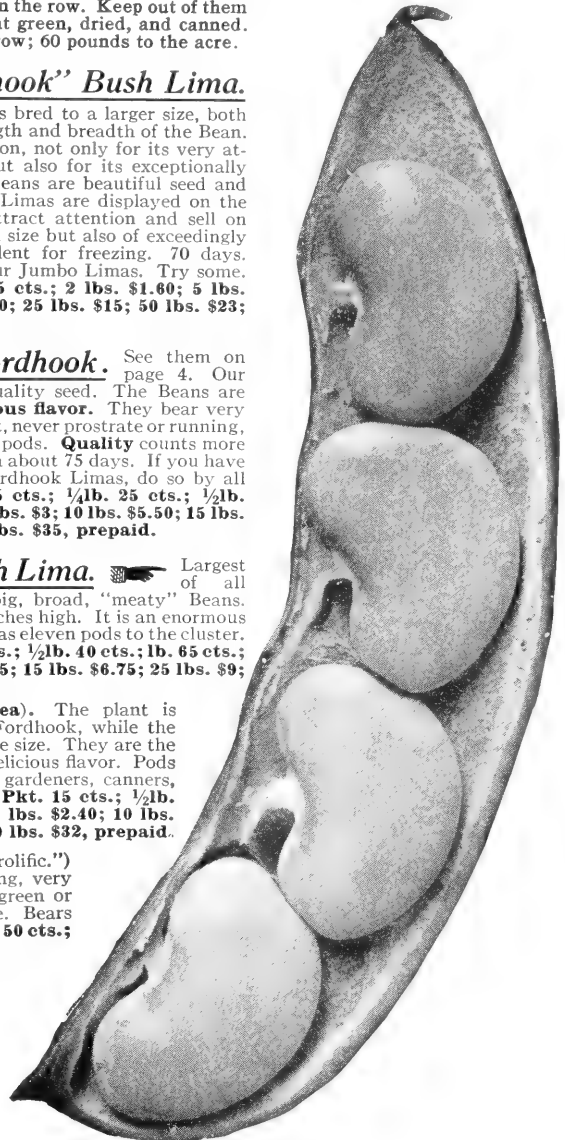 n the row. Keep out of them
t green, dried, and canned.
ow; 60 pounds to the acre.
ook” Bush Lima.
s bred to a larger size, both
gth and breadth of the Bean.
on, not only for its very at-
ut also for its exceptionally
eans are beautiful seed and
Limas are displayed on the
tract attention and sell on
size but also of exceedingly
lent for freezing. 70 days.
ur Jumbo Limas. Try some.
5 cts.; 2 lbs. $1.60; 5 lbs.
0; 25 lbs. $15; 50 lbs. $23;
rdhook. See them on
page 4. Our
uality seed. The Beans are
ous flavor. They bear very
, never prostrate or running,
pods. Quality counts more
about 75 days. If you have
rdhook Limas, do so by all
cts.; ¼lb. 25 cts.; ½lb.
bs. $3; 10 lbs. $5.50; 15 lbs.
bs. $35, prepaid.
h Lima. Largest
of all
big, broad, “meaty” Beans.
ches high. It is an enormous
as eleven pods to the cluster.
s.; ½lb. 40 cts.; lb. 65 cts.;
5; 15 lbs. $6.75; 25 lbs. $9;
ea). The plant is
Fordhook, while the
e size. They are the
elicious flavor. Pods
gardeners, canners,
Pkt. 15 cts.; ½lb.
lbs. $2.40; 10 lbs.
lbs. $32, prepaid.
rolific.”)
ng, very
green or
e. Bears
50 cts.;